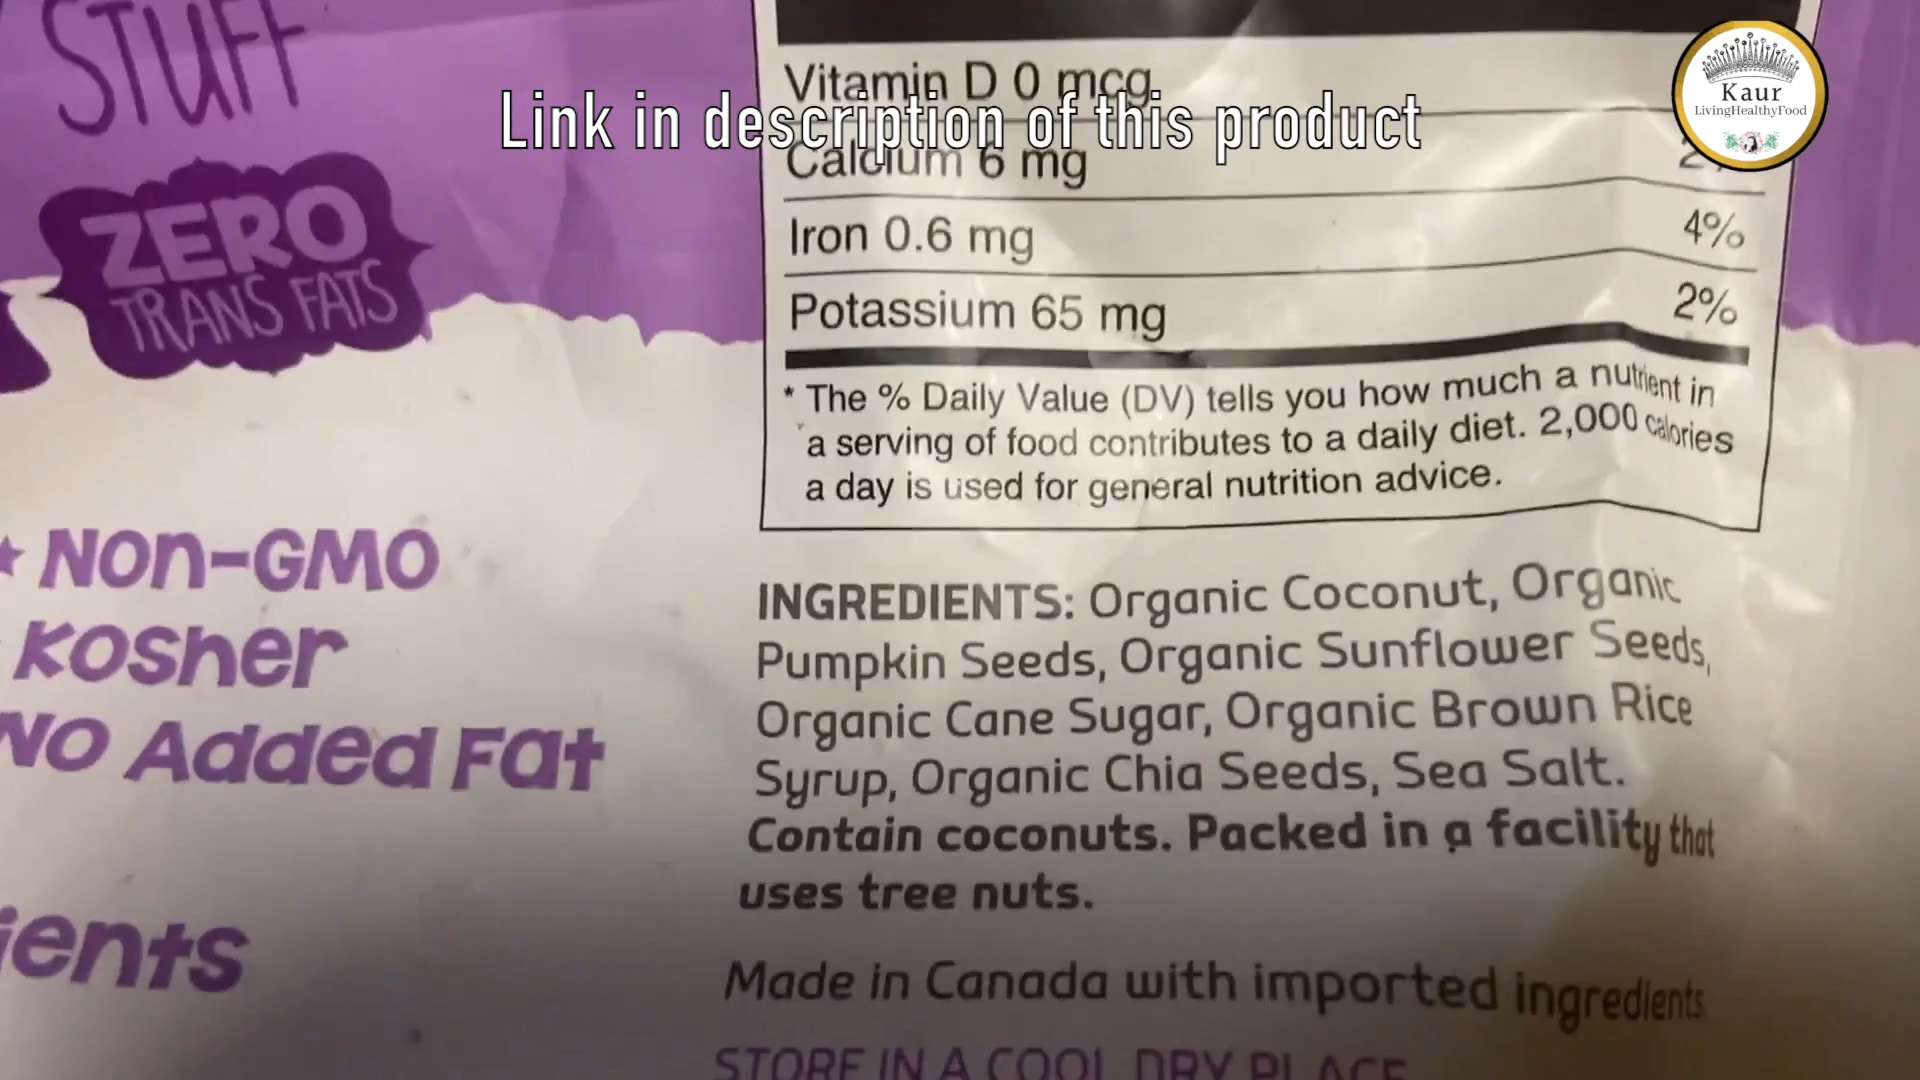 STUFF
ZERO
TRANS FATS
Non-GMO
Kosher
No Added Fat
Link in description of this product
Kaur
LivingHealthyFood
Vitamin D 0 mcg
Calcium 6 mg
Iron 0.6 mg 4%
Potassium 65 mg 2%
* The % Daily Value (DV) tells you how much a nutrient in
a serving of food contributes to a daily diet. 2,000 calories
a day is used for general nutrition advice.
INGREDIENTS: Organic Coconut, Organic
Pumpkin Seeds, Organic Sunflower Seeds,
Organic Cane Sugar, Organic Brown Rice
Syrup, Organic Chia Seeds, Sea Salt.
Contain coconuts. Packed in a facility that
uses tree nuts.
Made in Canada with imported ingredients
STORE IN A COOL DRY PLACE